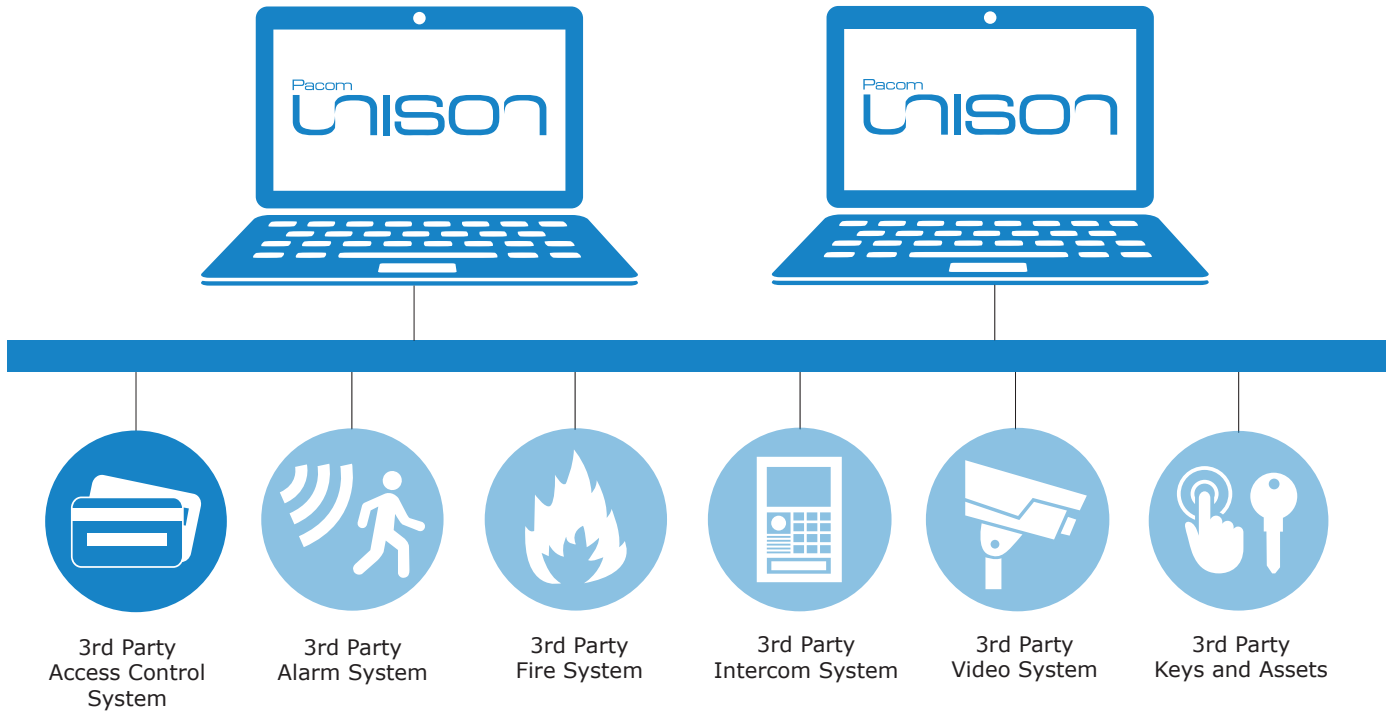 Pacom
UNISON
Pacom
UNISON
3rd Party
Access Control
System
3rd Party
Alarm System
3rd Party
Fire System
3rd Party
Intercom System
3rd Party
Video System
3rd Party
Keys and Assets